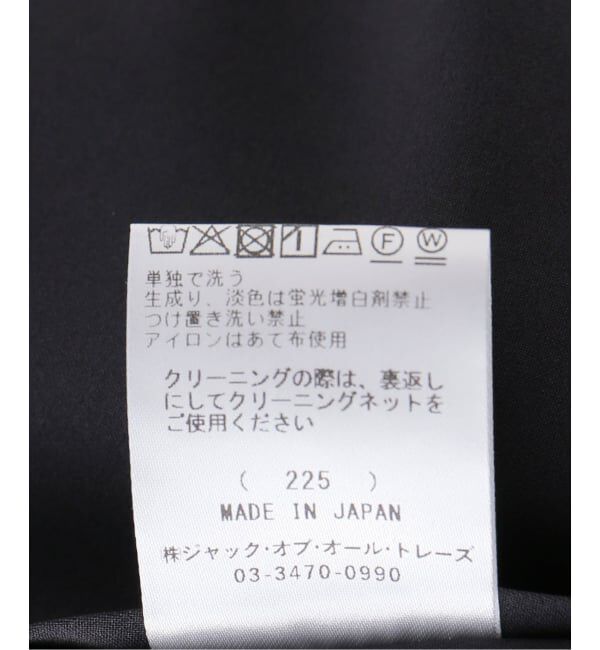 F W
単独で洗う
生成り、淡色は蛍光増白剤禁止
つけ置き洗い禁止
アイロンはあて布使用
クリーニングの際は、裏返し
にしてクリーニングネットを
ご使用ください
( 225 )
MADE IN JAPAN
㈱ジャック・オブ・オール・トレーズ
03-3470-0990